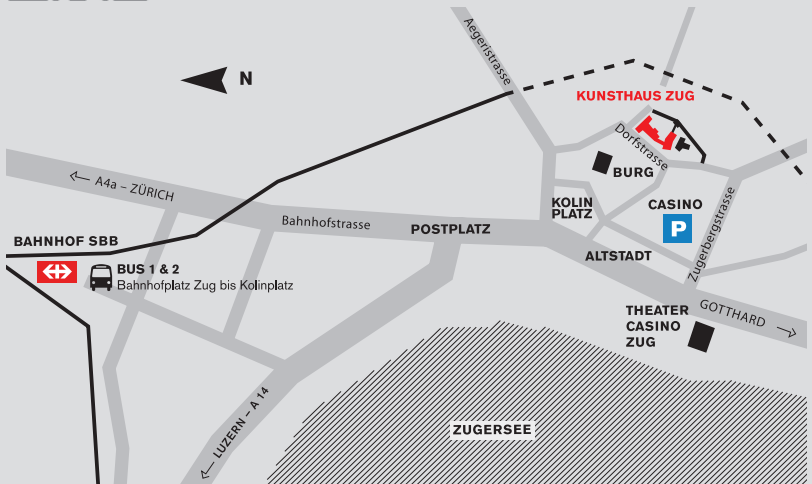 Aegeristrasse
N
KUNSTHAUS ZUG
Dorfstrasse
BURG
A4a – ZÜRICH
KOLIN
PLATZ
CASINO
P
Bahnhofstrasse
POSTPLATZ
Zugerbergstrasse
BAHNHOF SBB
ALTSTADT
BUS 1 & 2
Bahnhofplatz Zug bis Kolinplatz
GOTTHARD
THEATER
CASINO
ZUG
LUZERN – A 14
ZUGERSEE